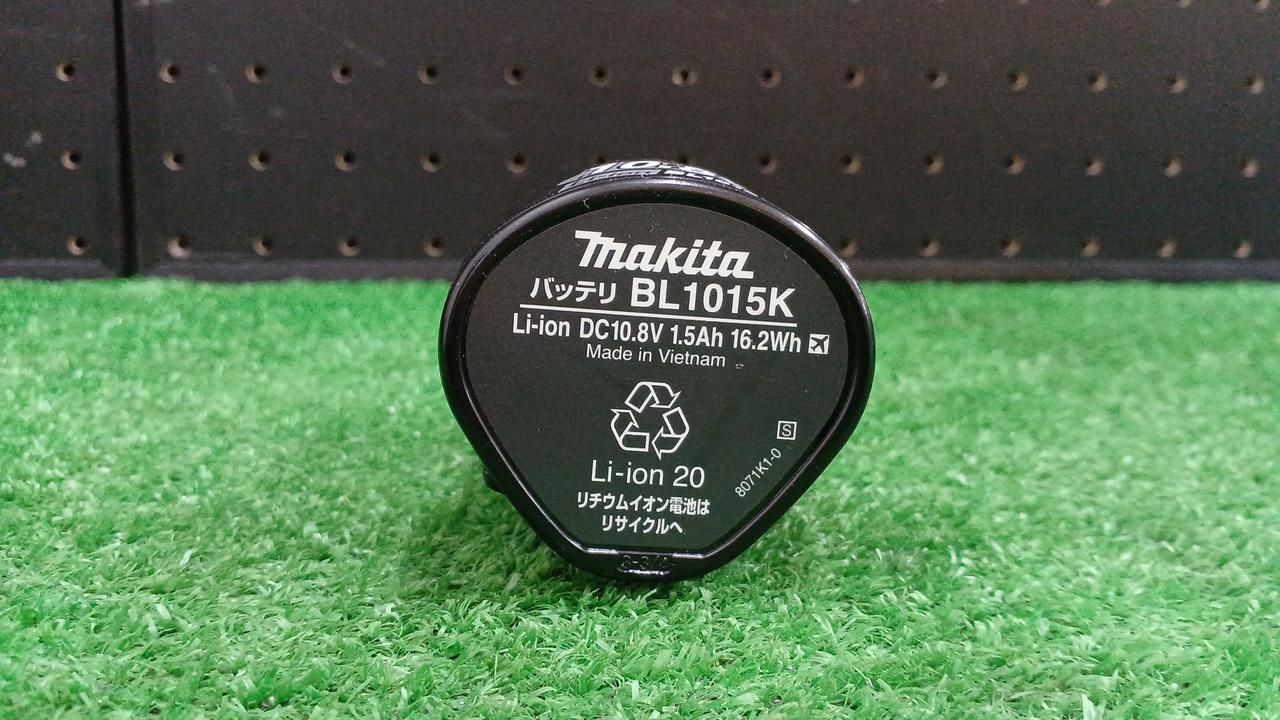 makita
バッテリ BL1015K
Li-ion DC10.8V 1.5Ah 16.2Wh
Made in Vietnam
S
Li-ion 20
8071K1-0
リチウムイオン電池は
リサイクルへ